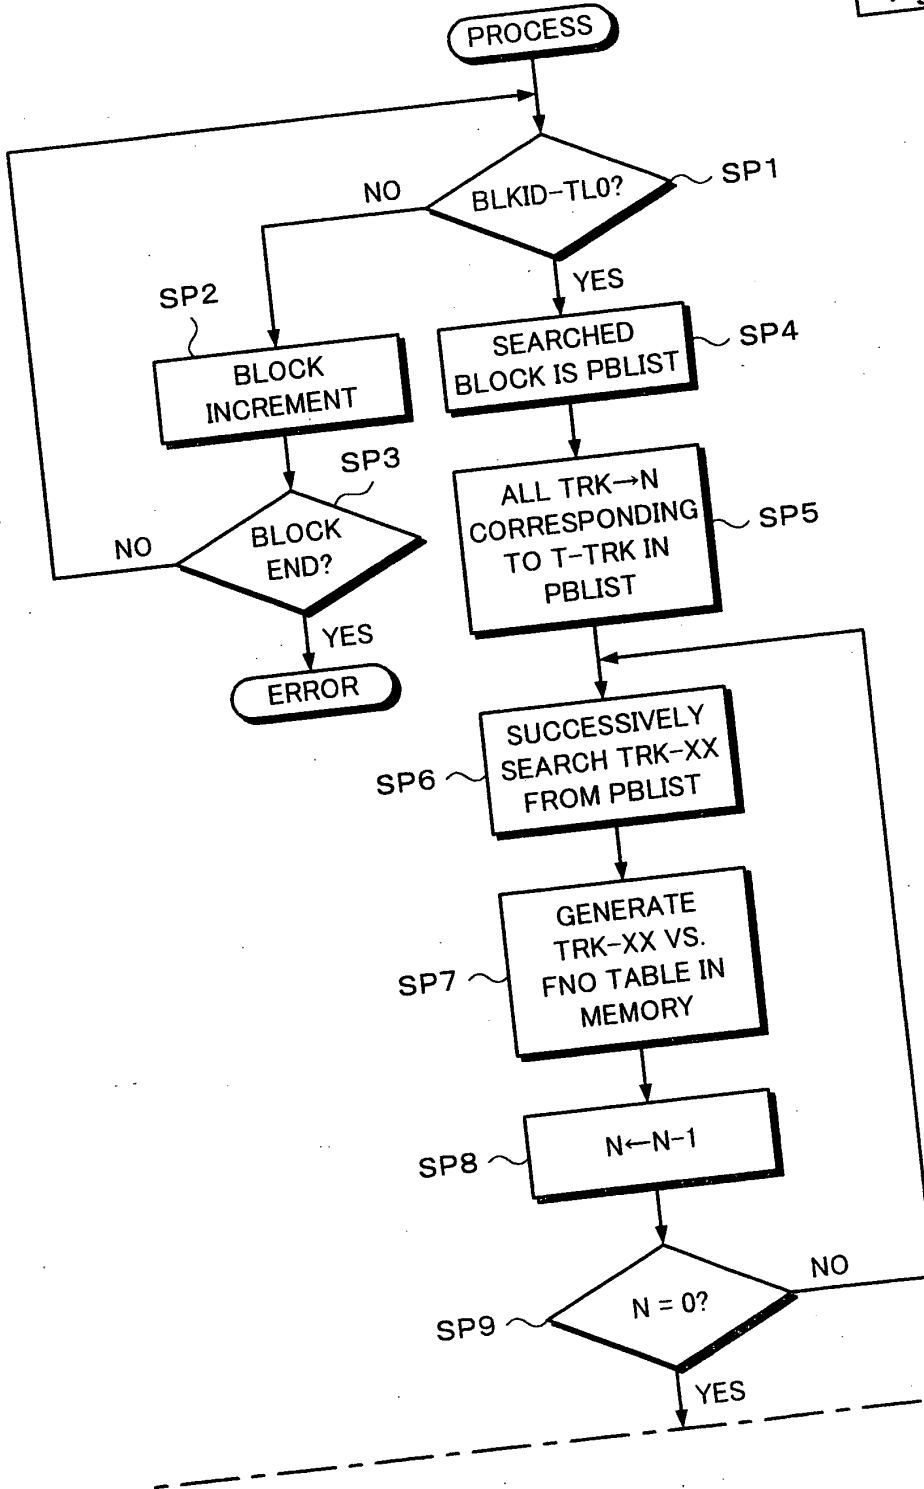 PROCESS
BLKID-TL0?
SP1
NO
YES
SP2
BLOCK
INCREMENT
SEARCHED
BLOCK IS PBLIST
SP4
SP3
BLOCK
END?
NO
YES
ERROR
ALL TRK→N
CORRESPONDING
TO T-TRK IN
PBLIST
SP5
SUCCESSIVELY
SEARCH TRK-XX
FROM PBLIST
SP6
GENERATE
TRK-XX VS.
FNO TABLE IN
MEMORY
SP7
N←N-1
SP8
N = 0?
SP9
NO
YES